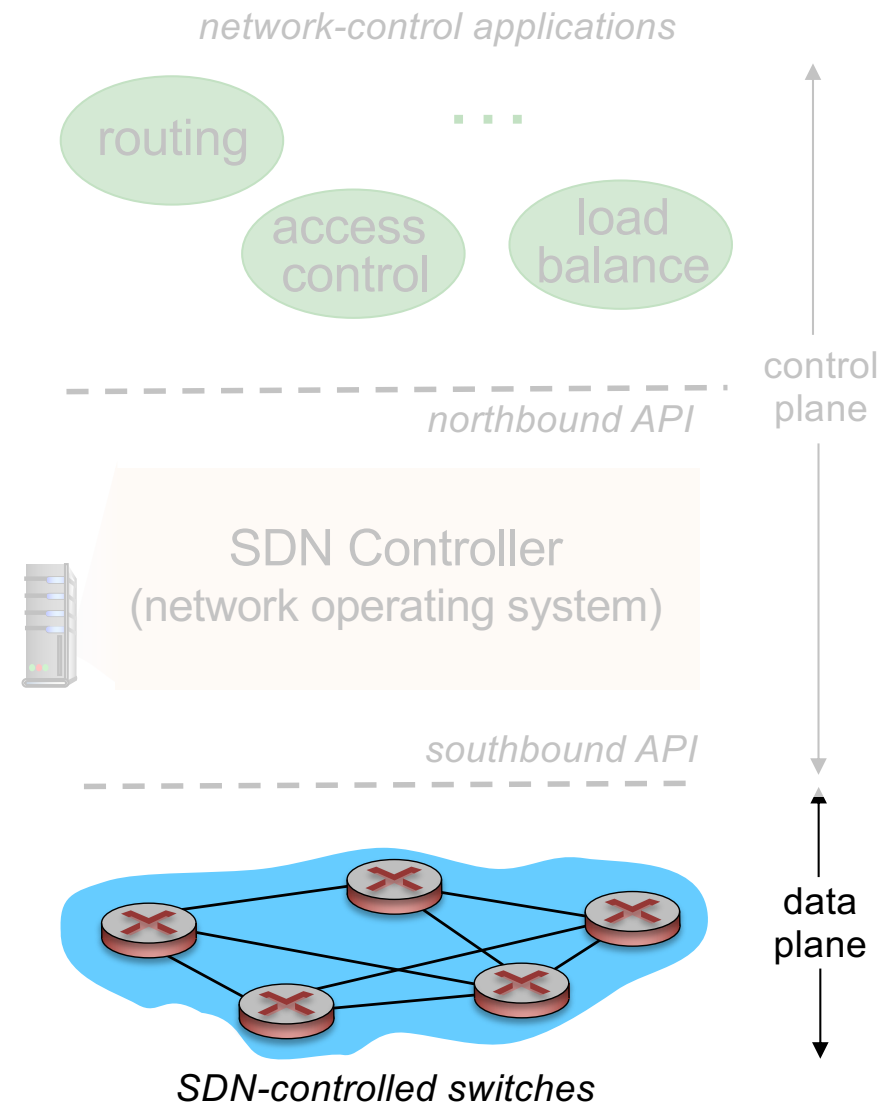 network-control applications
routing
. . .
access
control
load
balance
control
plane
northbound API
SDN Controller
(network operating system)
southbound API
data
plane
SDN-controlled switches